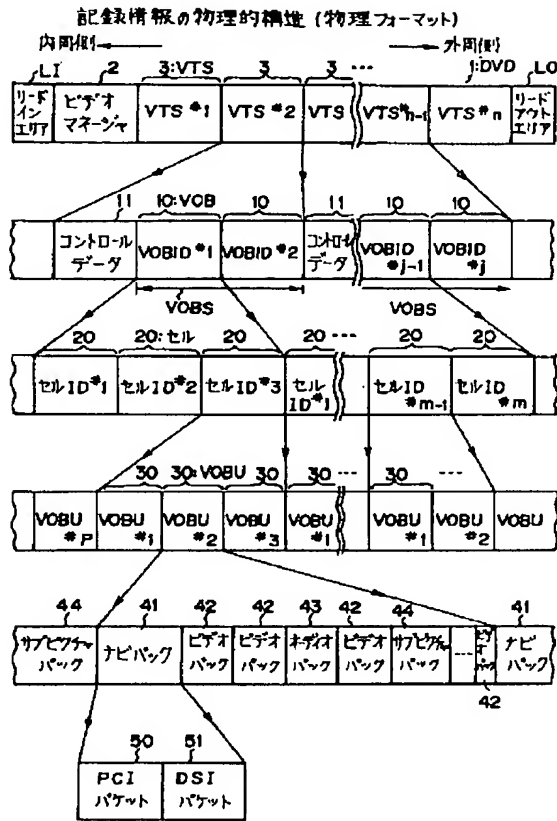 記録情報の物理的構造 (物理フォーマット)
内周側 外周側
LI 2 3:VTS 3 3 ... 1:DVD LO
リードインエリア ビデオマネージャ VTS #1 VTS #2 VTS VTS#n-1 VTS #n リードアウトエリア
11 10:VOB 10 11 10 10
コントロールデータ VOBID #1 VOBID #2 コントロールデータ VOBID #j-1 VOBID #j
VOBS VOBS
20 20:セル 20 20 ... 20 20
セルID#1 セルID#2 セルID#3 セルID#1 セルID #m-1 セルID #m
30 30:VOBU 30 30 ... 30 ...
VOBU #P VOBU #1 VOBU #2 VOBU #3 VOBU #1 VOBU #1 VOBU #2 VOBU
44 41 42 42 43 42 44 41
サブピクチャパック ナビパック ビデオパック ビデオパック オーディオパック ビデオパック サブピクチャパック ... ビデオパック ナビパック
42
50 51
PCIパケット DSIパケット